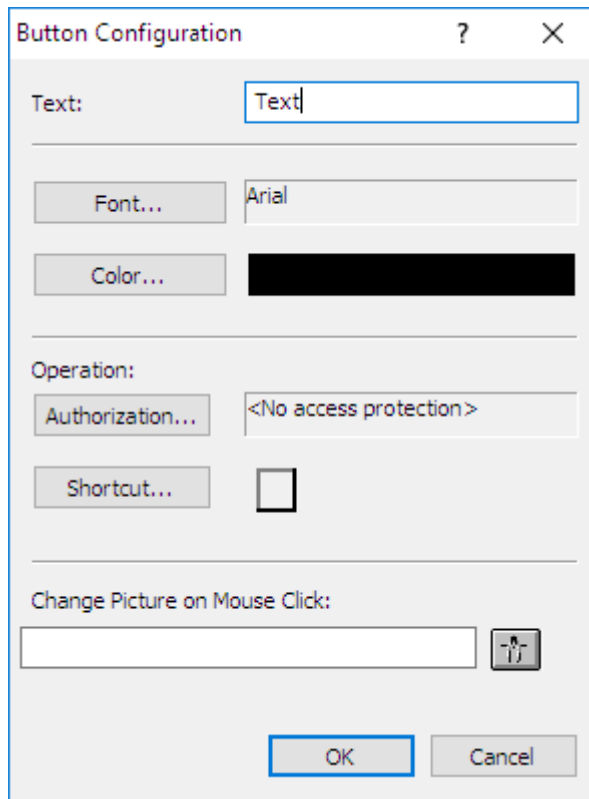 Button Configuration ?
Text: Text
Font... Arial
Color...
Operation:
Authorization... <No access protection>
Shortcut...
Change Picture on Mouse Click:
OK Cancel